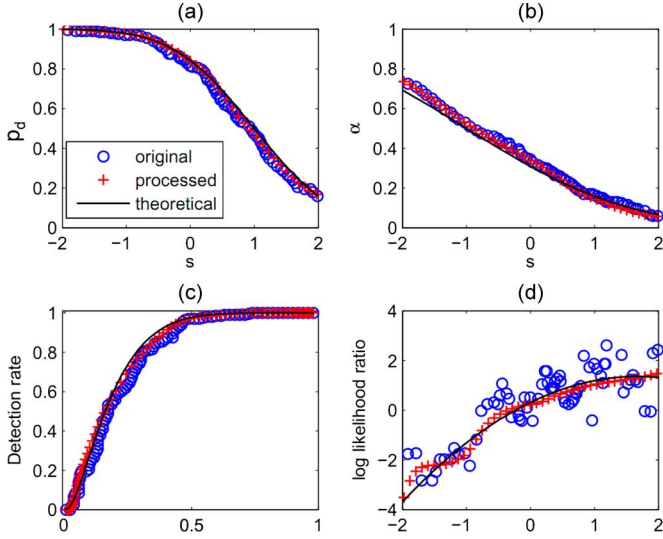 (a)
1
0.8
0.6
0.4
0.2
0
p_d
original
processed
theoretical
−2 −1 0 1 2
s
(b)
1
0.8
0.6
0.4
0.2
0
α
−2 −1 0 1 2
s
(c)
1
0.8
0.6
0.4
0.2
0
Detection rate
0 0.5 1
(d)
4
2
0
−2
−4
log likelihood ratio
−2 −1 0 1 2